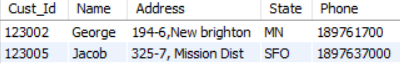 Cust_Id Name Address State Phone
123002 George 194-6,New brighton MN 189761700
123005 Jacob 325-7, Mission Dist SFO 1897637000